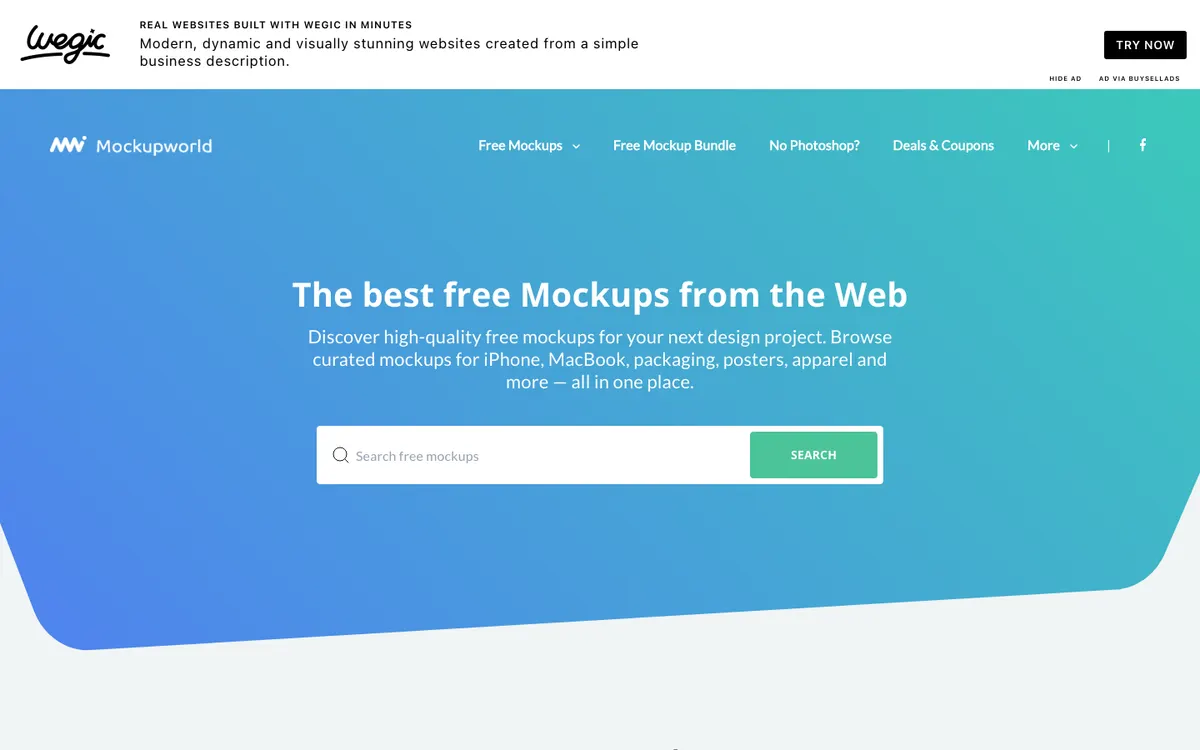 wegic
REAL WEBSITES BUILT WITH WEGIC IN MINUTES
Modern, dynamic and visually stunning websites created from a simple
business description.
TRY NOW
HIDE AD
AD VIA BUYSELLADS
Mockupworld
Free Mockups
Free Mockup Bundle
No Photoshop?
Deals & Coupons
More
|
The best free Mockups from the Web
Discover high-quality free mockups for your next design project. Browse
curated mockups for iPhone, MacBook, packaging, posters, apparel and
more — all in one place.
Search free mockups
SEARCH